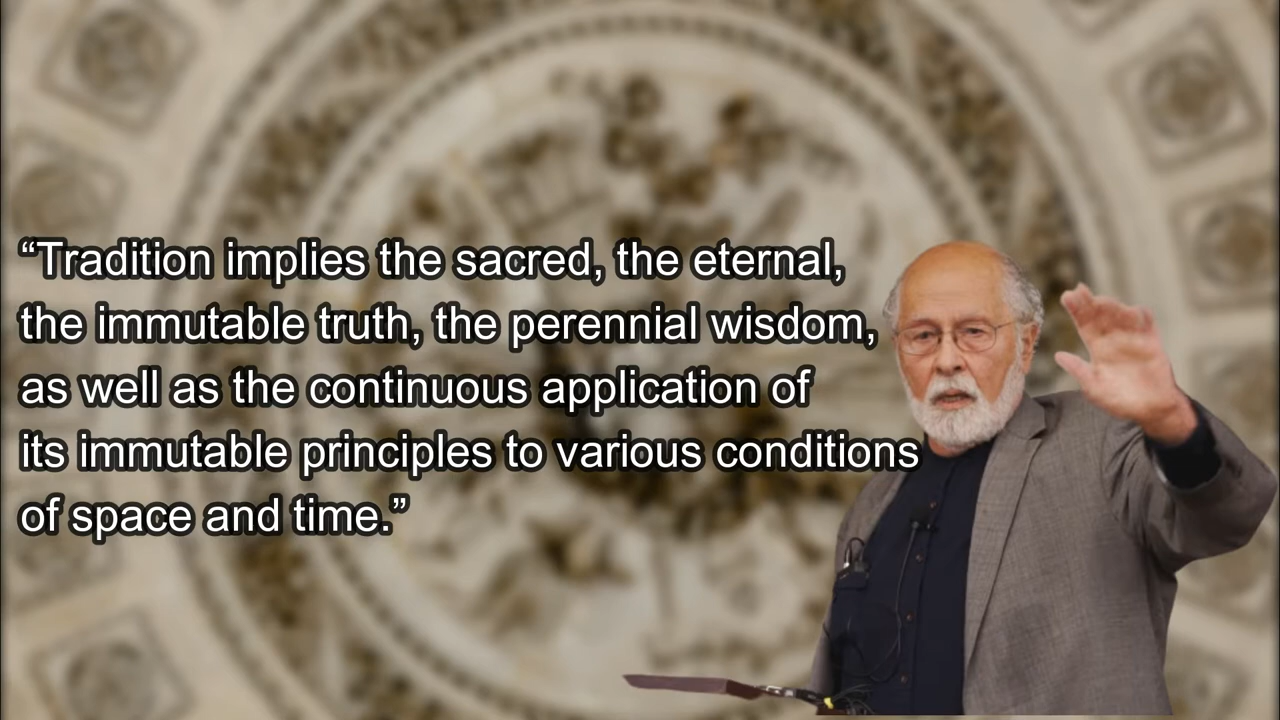 “Tradition implies the sacred, the eternal,
the immutable truth, the perennial wisdom,
as well as the continuous application of
its immutable principles to various conditions
of space and time.”